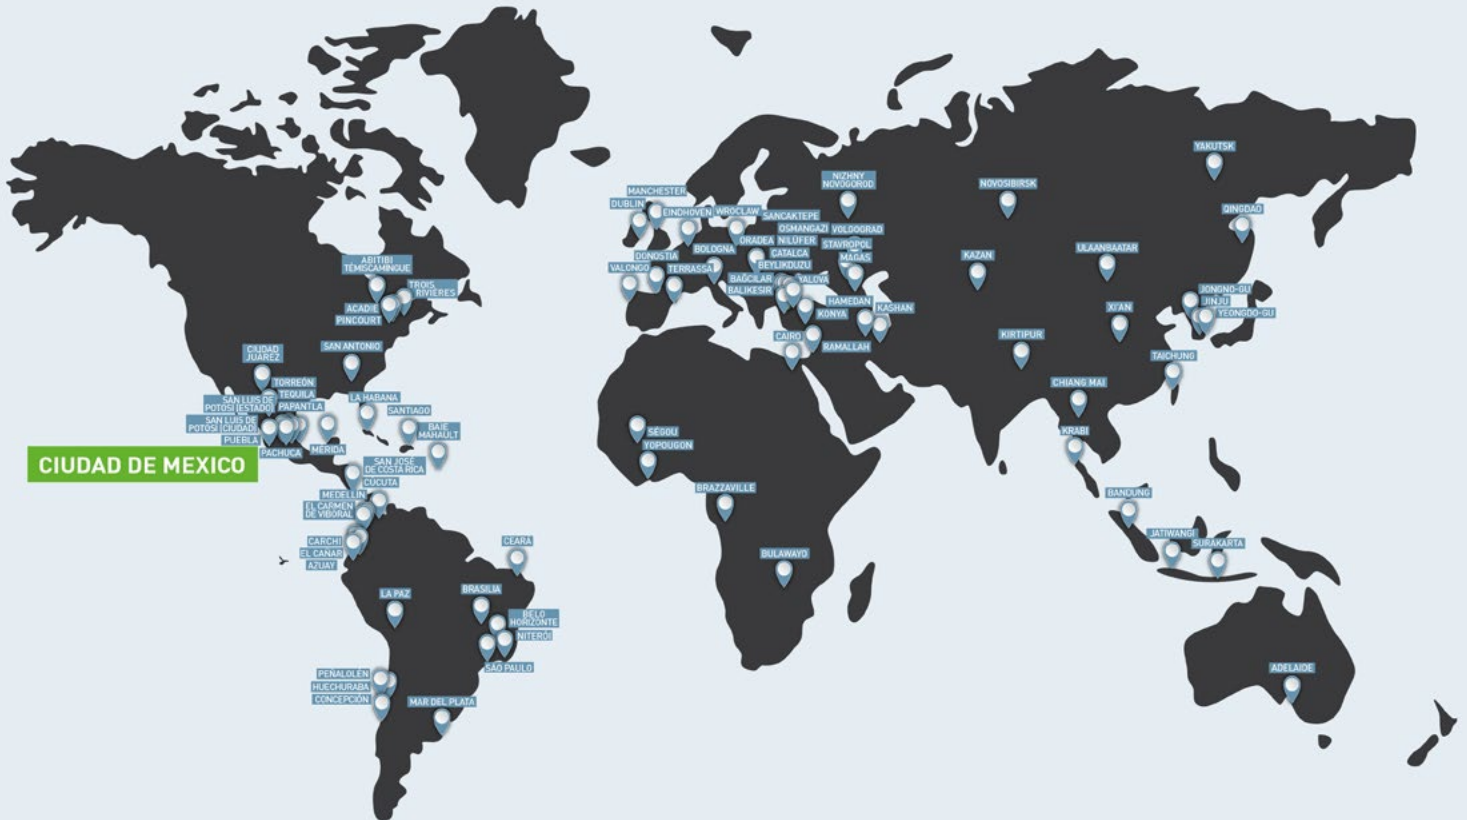 YAKUTSK
NIZHNY
NOVOGOROD
NOVOSIBIRSK
MANCHESTER
DUBLIN
EINDHOVEN
WROCLAW
SANCAKTEPE
QINGDAO
OSMANGAZI
VOLGOGRAD
ORADEA
NILÜFER
STAVROPOL
BOLOGNA
CATALCA
MAGAS
ULAANBAATAR
DONOSTIA
KAZAN
VALONGO
TERRASSA
BEYLIKDUZU
BAĞCILAR
YALOVA
BALIKESIR
ABITIBI
TÉMISCAMINGUE
TROIS
RIVIÈRES
ACADIE
PINCOURT
JONGNO-GU
JINJU
YEONGDO-GU
HAMEDAN
KASHAN
KONYA
XI'AN
CAIRO
RAMALLAH
KIRTIPUR
SAN ANTONIO
CIUDAD
JUÁREZ
TAICHUNG
TORREÓN
TEQUILA
CHIANG MAI
SAN LUIS DE
POTOSÍ (ESTADO)
PAPANTLA
LA HABANA
SANTIAGO
SAN LUIS DE
POTOSÍ (CIUDAD)
BAIE
MAHAULT
PUEBLA
PACHUCA
MÉRIDA
SÉGOU
YOPOUGON
KRABI
CIUDAD DE MEXICO
SAN JOSÉ
DE COSTA RICA
CÚCUTA
MEDELLÍN
EL CARMEN
DE VIBORAL
BRAZZAVILLE
BANDUNG
CARCHI
EL CAÑAR
AZUAY
CEARÁ
JATIWANGI
SURAKARTA
BULAWAYO
LA PAZ
BRASILIA
BELO
HORIZONTE
NITERÓI
SÃO PAULO
PEÑALOLÉN
HUECHURABA
CONCEPCIÓN
MAR DEL PLATA
ADELAIDE